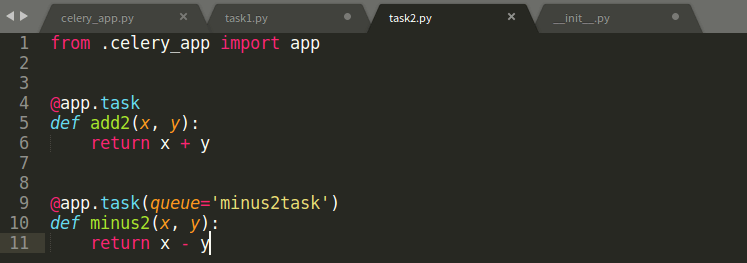 celery_app.py × task1.py task2.py × __init__.py
1 from .celery_app import app
2
3
4 @app.task
5 def add2(x, y):
6     return x + y
7
8
9 @app.task(queue='minus2task')
10 def minus2(x, y):
11     return x - y